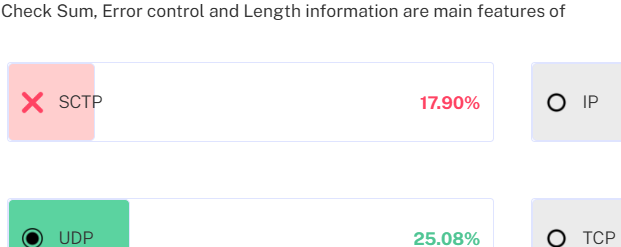 Check Sum, Error control and Length information are main features of
SCTP 17.90% IP
UDP 25.08% TCP